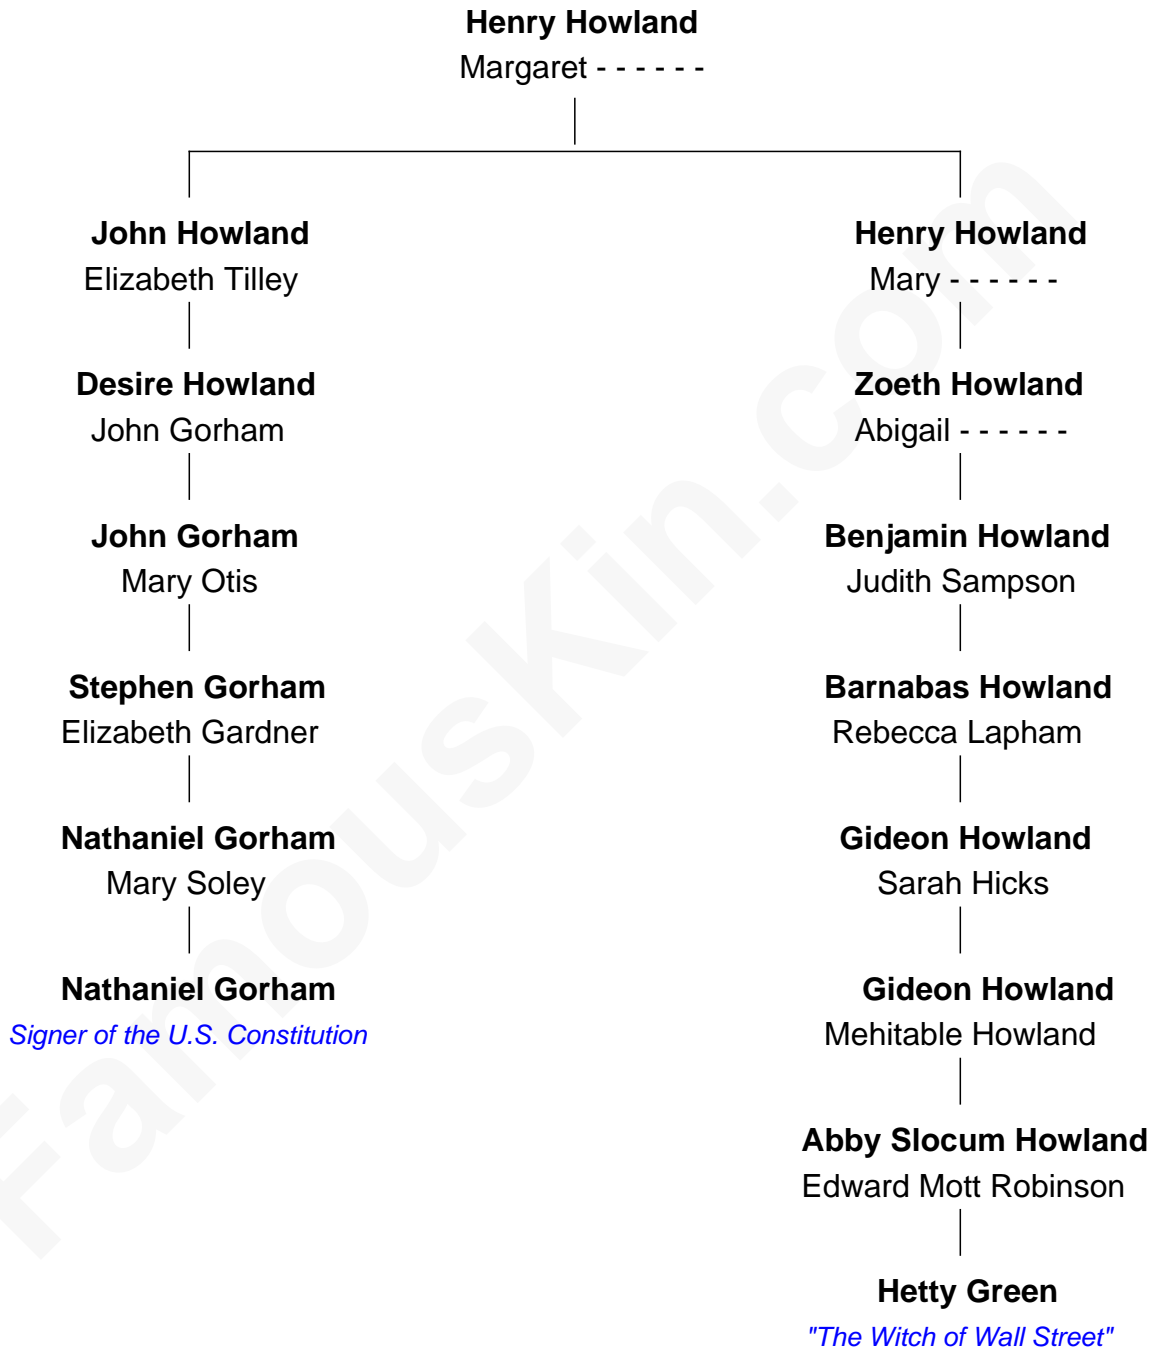 Henry Howland
Margaret - - - - - -
John Howland
Elizabeth Tilley
Henry Howland
Mary - - - - - -
Desire Howland
John Gorham
Zoeth Howland
Abigail - - - - - -
John Gorham
Mary Otis
Benjamin Howland
Judith Sampson
Stephen Gorham
Elizabeth Gardner
Barnabas Howland
Rebecca Lapham
Nathaniel Gorham
Mary Soley
Gideon Howland
Sarah Hicks
Nathaniel Gorham
Signer of the U.S. Constitution
Gideon Howland
Mehitable Howland
Abby Slocum Howland
Edward Mott Robinson
Hetty Green
"The Witch of Wall Street"
FamousKin.com